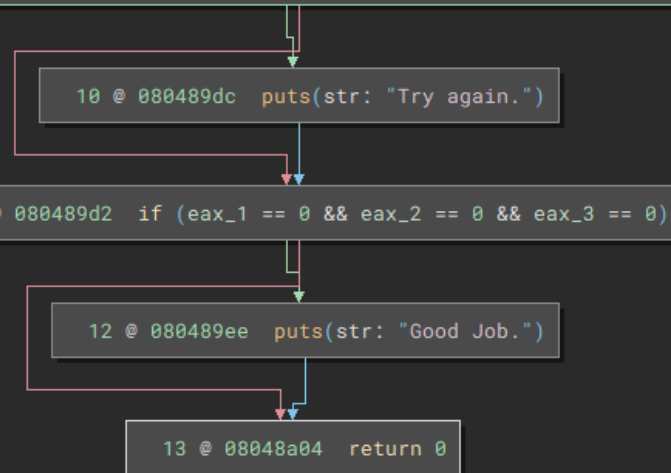 10 @ 080489dc  puts(str: "Try again.")
@ 080489d2  if (eax_1 == 0 && eax_2 == 0 && eax_3 == 0)
12 @ 080489ee  puts(str: "Good Job.")
13 @ 08048a04  return 0